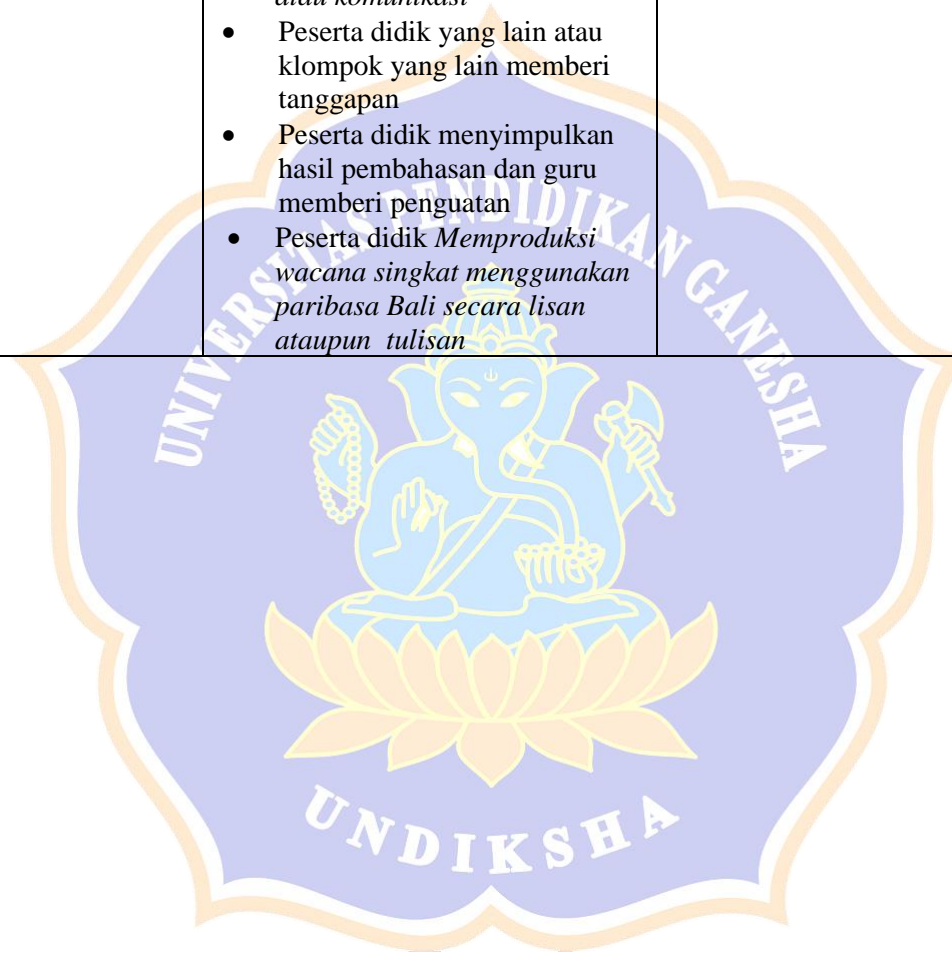 atau komunikasi
• Peserta didik yang lain atau
klompok yang lain memberi
tanggapan
• Peserta didik menyimpulkan
hasil pembahasan dan guru
memberi penguatan
• Peserta didik Memproduksi
wacana singkat menggunakan
paribasa Bali secara lisan
ataupun tulisan
UNIVERSITAS PENDIDIKAN GANESHA
UNDIKSHA